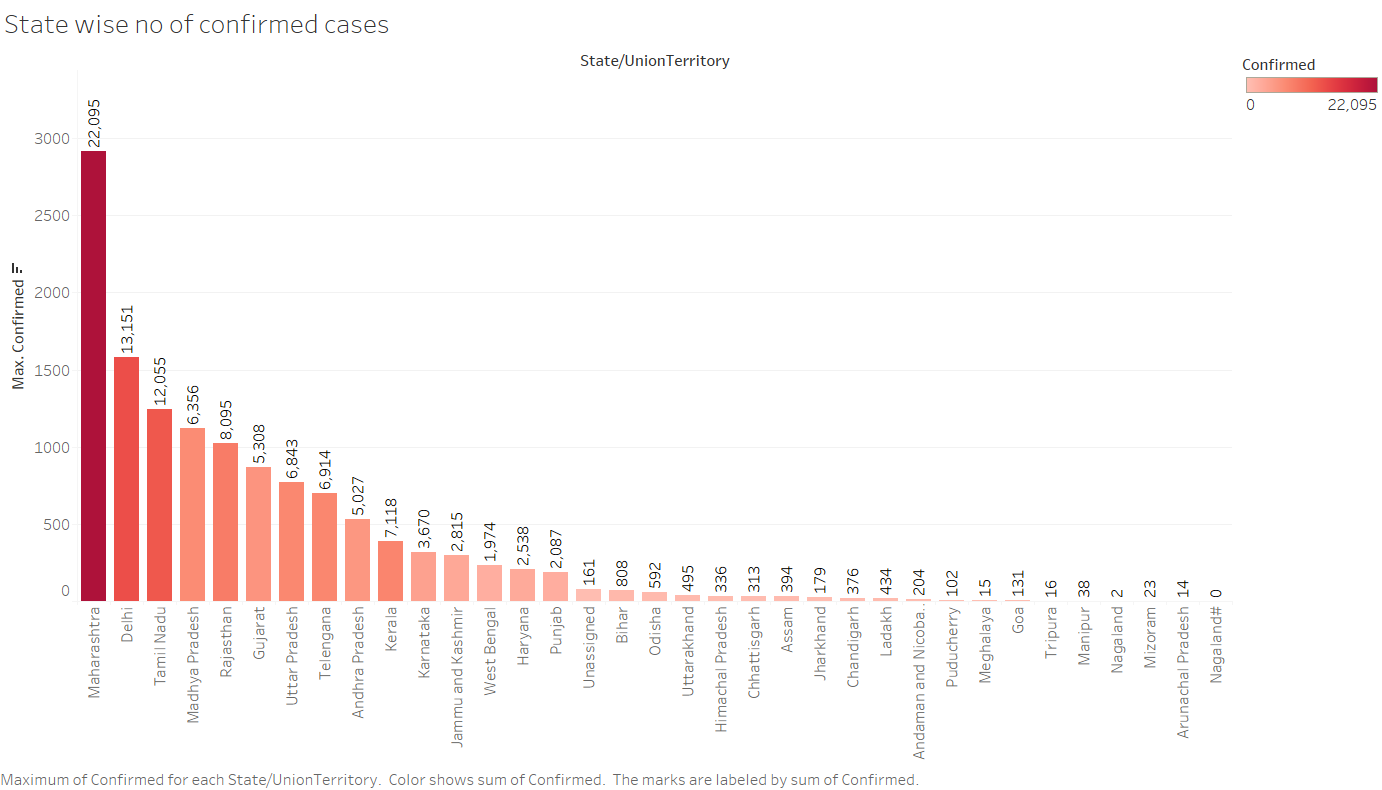 State wise no of confirmed cases
State/UnionTerritory
Confirmed
0 22,095
Max. Confirmed
3000
2500
2000
1500
1000
500
0
22,095
13,151
12,055
6,356
8,095
5,308
6,843
6,914
5,027
7,118
3,670
2,815
1,974
2,538
2,087
161
808
592
495
336
313
394
179
376
434
204
102
15
131
16
38
2
23
14
0
Maharashtra
Delhi
Tamil Nadu
Madhya Pradesh
Rajasthan
Gujarat
Uttar Pradesh
Telengana
Andhra Pradesh
Kerala
Karnataka
Jammu and Kashmir
West Bengal
Haryana
Punjab
Unassigned
Bihar
Odisha
Uttarakhand
Himachal Pradesh
Chhattisgarh
Assam
Jharkhand
Chandigarh
Ladakh
Andaman and Nicoba..
Puducherry
Meghalaya
Goa
Tripura
Manipur
Nagaland
Mizoram
Arunachal Pradesh
Nagaland#
Maximum of Confirmed for each State/UnionTerritory. Color shows sum of Confirmed. The marks are labeled by sum of Confirmed.